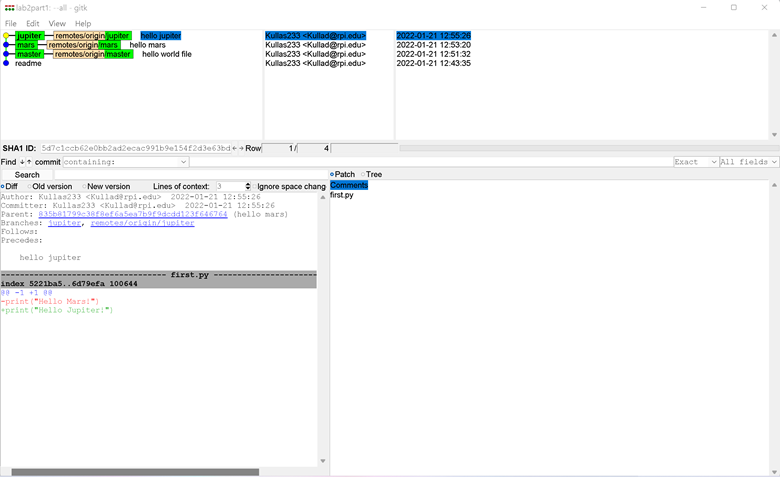 lab2part1: --all - gitk
File Edit View Help
jupiter remotes/origin/jupiter hello jupiter Kullas233 <Kullad@rpi.edu> 2022-01-21 12:55:26
mars remotes/origin/mars hello mars Kullas233 <Kullad@rpi.edu> 2022-01-21 12:53:20
master remotes/origin/master hello world file Kullas233 <Kullad@rpi.edu> 2022-01-21 12:51:32
readme Kullas233 <Kullad@rpi.edu> 2022-01-21 12:43:35
SHA1 ID: 5d7c1ccb62e0bb2ad2ecac991b9e154f2d3e63bd ← → Row 1 / 4
Find ↓ ↑ commit containing: Exact All fields
Search
Patch Tree
Diff Old version New version Lines of context: 3 Ignore space chang
Comments
first.py
Author: Kullas233 <Kullad@rpi.edu> 2022-01-21 12:55:26
Committer: Kullas233 <Kullad@rpi.edu> 2022-01-21 12:55:26
Parent: 835b81799c38f8ef6a5ea7b9f9dcdd123f646764 (hello mars)
Branches: jupiter, remotes/origin/jupiter
Follows:
Precedes:
hello jupiter
---------------------------------- first.py ----------------------
index 5221ba5..6d79efa 100644
@@ -1 +1 @@
-print("Hello Mars!")
+print("Hello Jupiter!")